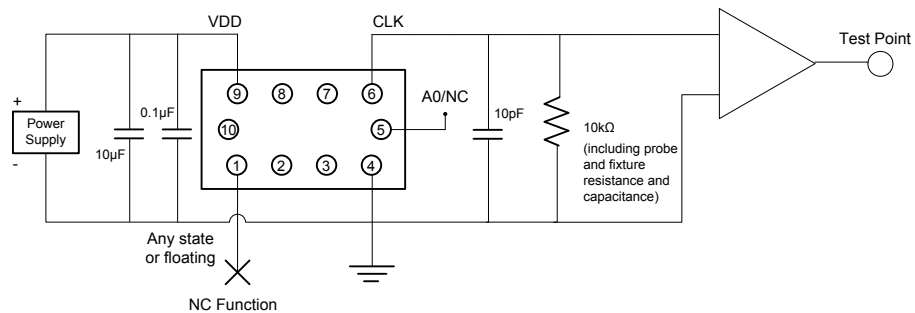 VDD
CLK
Test Point
+
Power
Supply
-
10µF
0.1µF
9
8
7
6
10
5
1
2
3
4
A0/NC
10pF
10kΩ
(including probe
and fixture
resistance and
capacitance)
Any state
or floating
NC Function